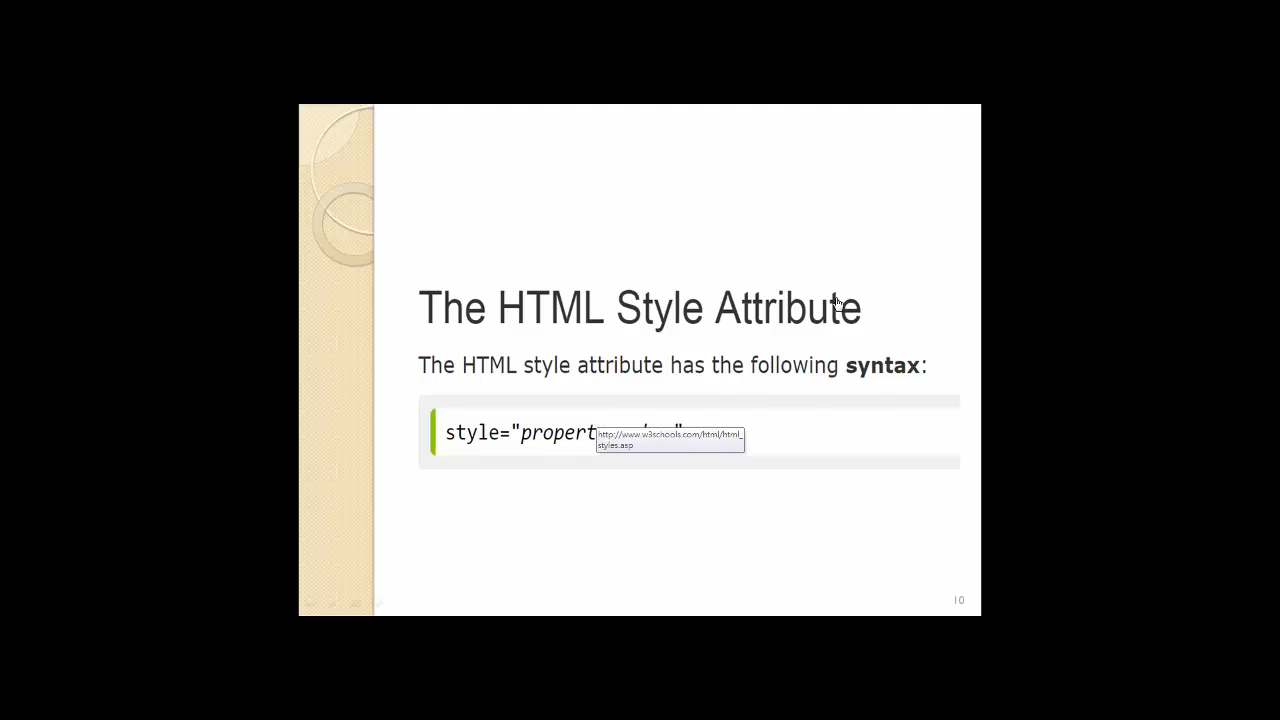 The HTML Style Attribute
The HTML style attribute has the following syntax:
style="propert
http://www.w3schools.com/html/html_
styles.asp
10